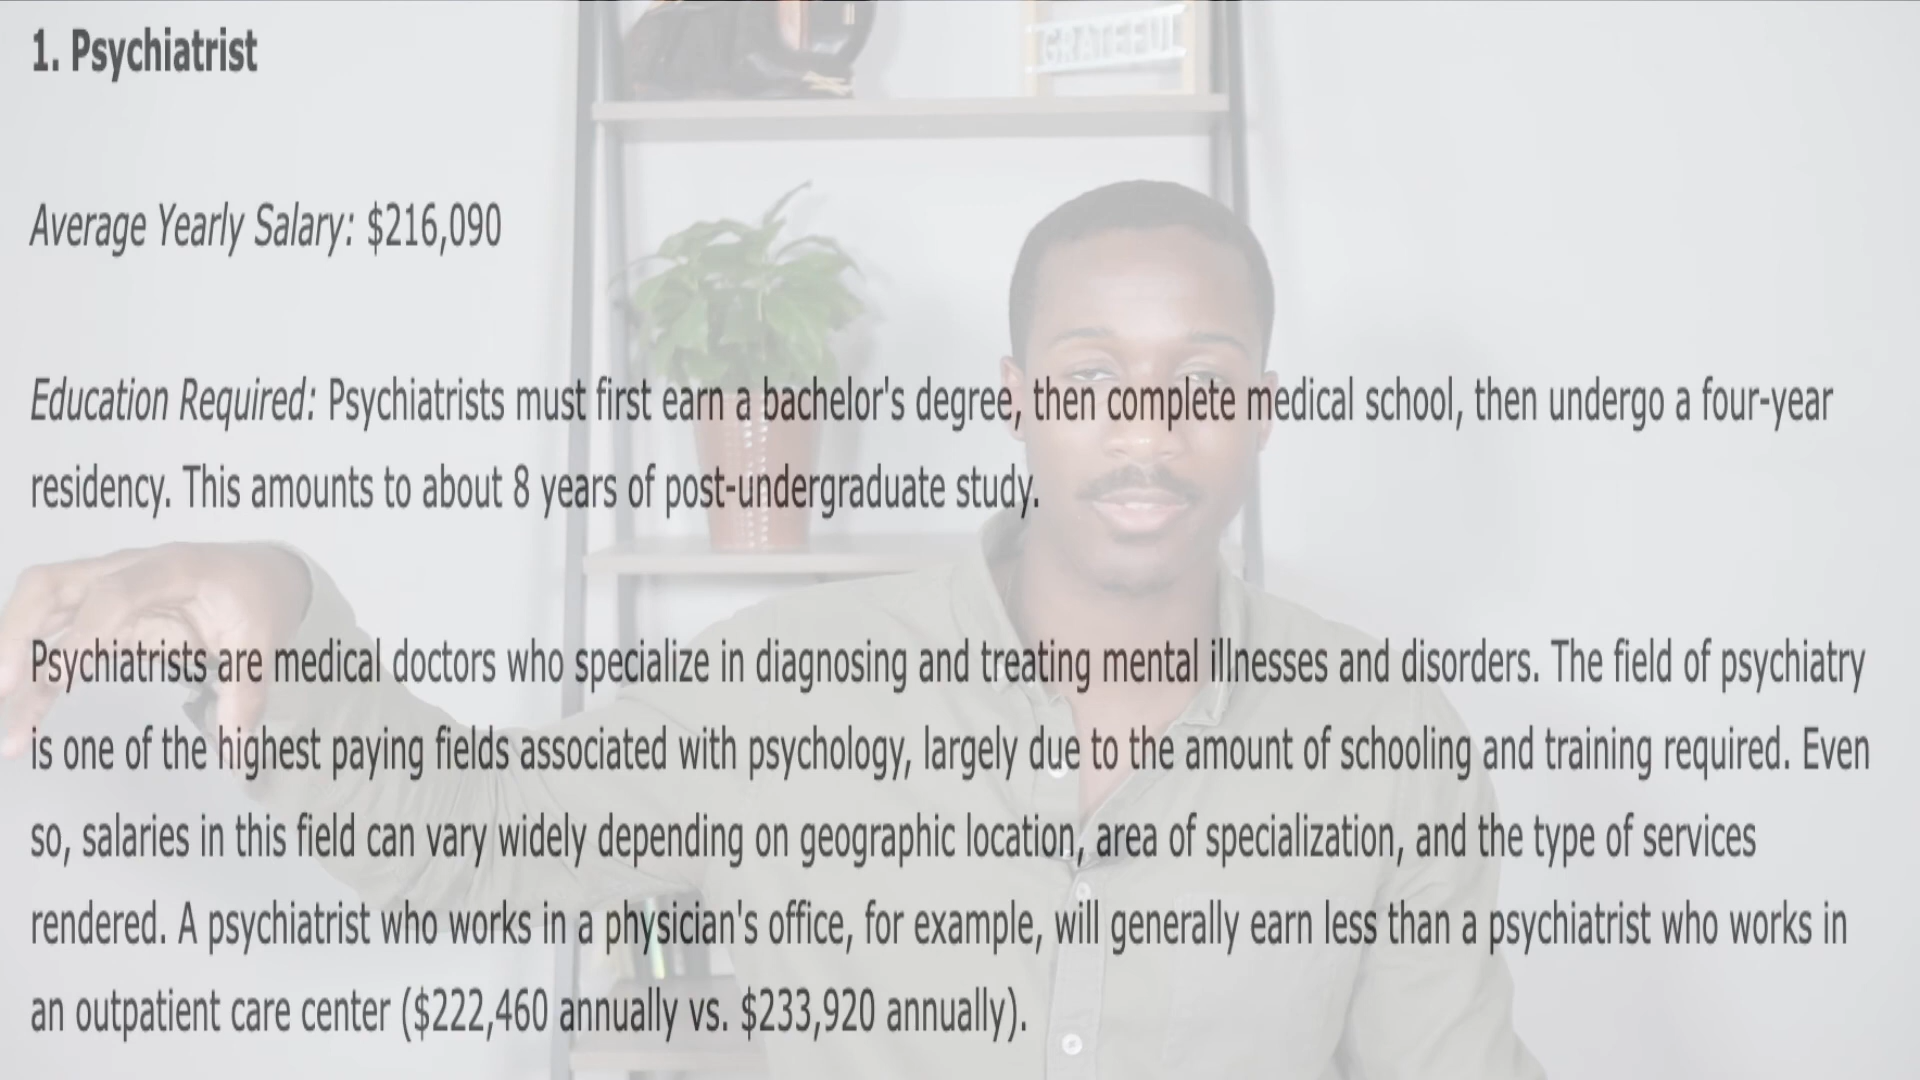 GRATEFUL
1. Psychiatrist
Average Yearly Salary: $216,090
Education Required: Psychiatrists must first earn a bachelor's degree, then complete medical school, then undergo a four-year
residency. This amounts to about 8 years of post-undergraduate study.
Psychiatrists are medical doctors who specialize in diagnosing and treating mental illnesses and disorders. The field of psychiatry
is one of the highest paying fields associated with psychology, largely due to the amount of schooling and training required. Even
so, salaries in this field can vary widely depending on geographic location, area of specialization, and the type of services
rendered. A psychiatrist who works in a physician's office, for example, will generally earn less than a psychiatrist who works in
an outpatient care center ($222,460 annually vs. $233,920 annually).